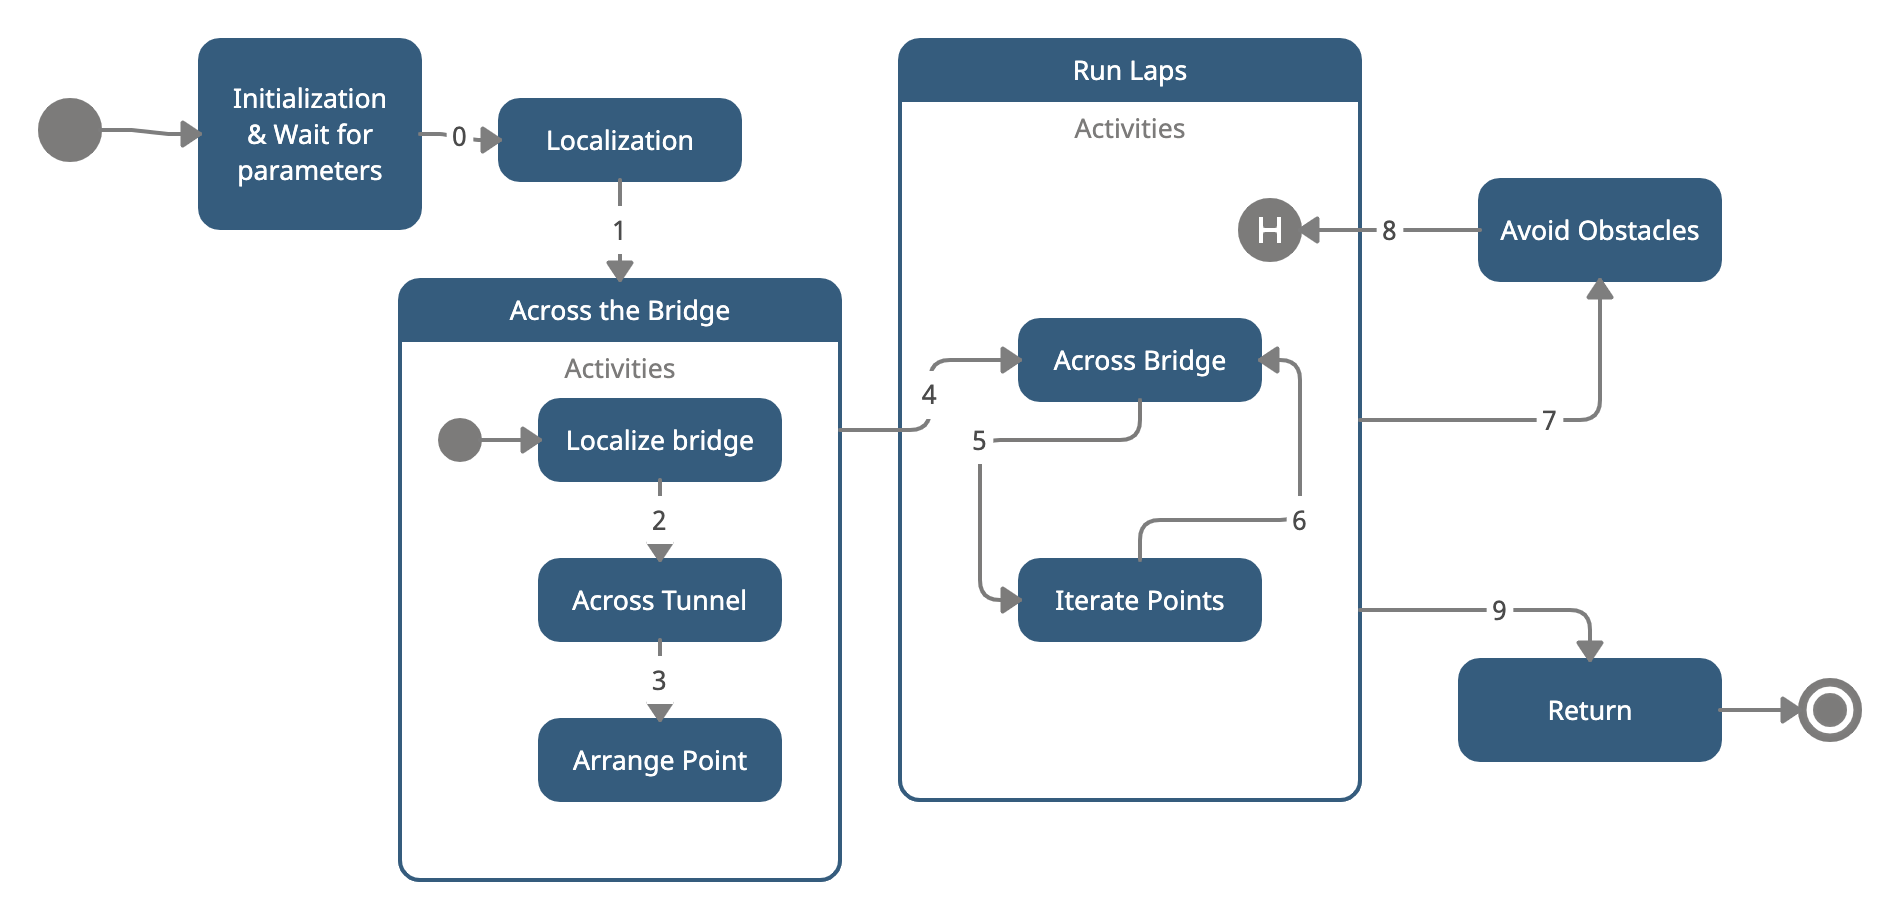 Initialization
& Wait for
parameters
0
Localization
1
Across the Bridge
Activities
Localize bridge
2
Across Tunnel
3
Arrange Point
4
Run Laps
Activities
H
Across Bridge
5
6
Iterate Points
8
Avoid Obstacles
7
9
Return